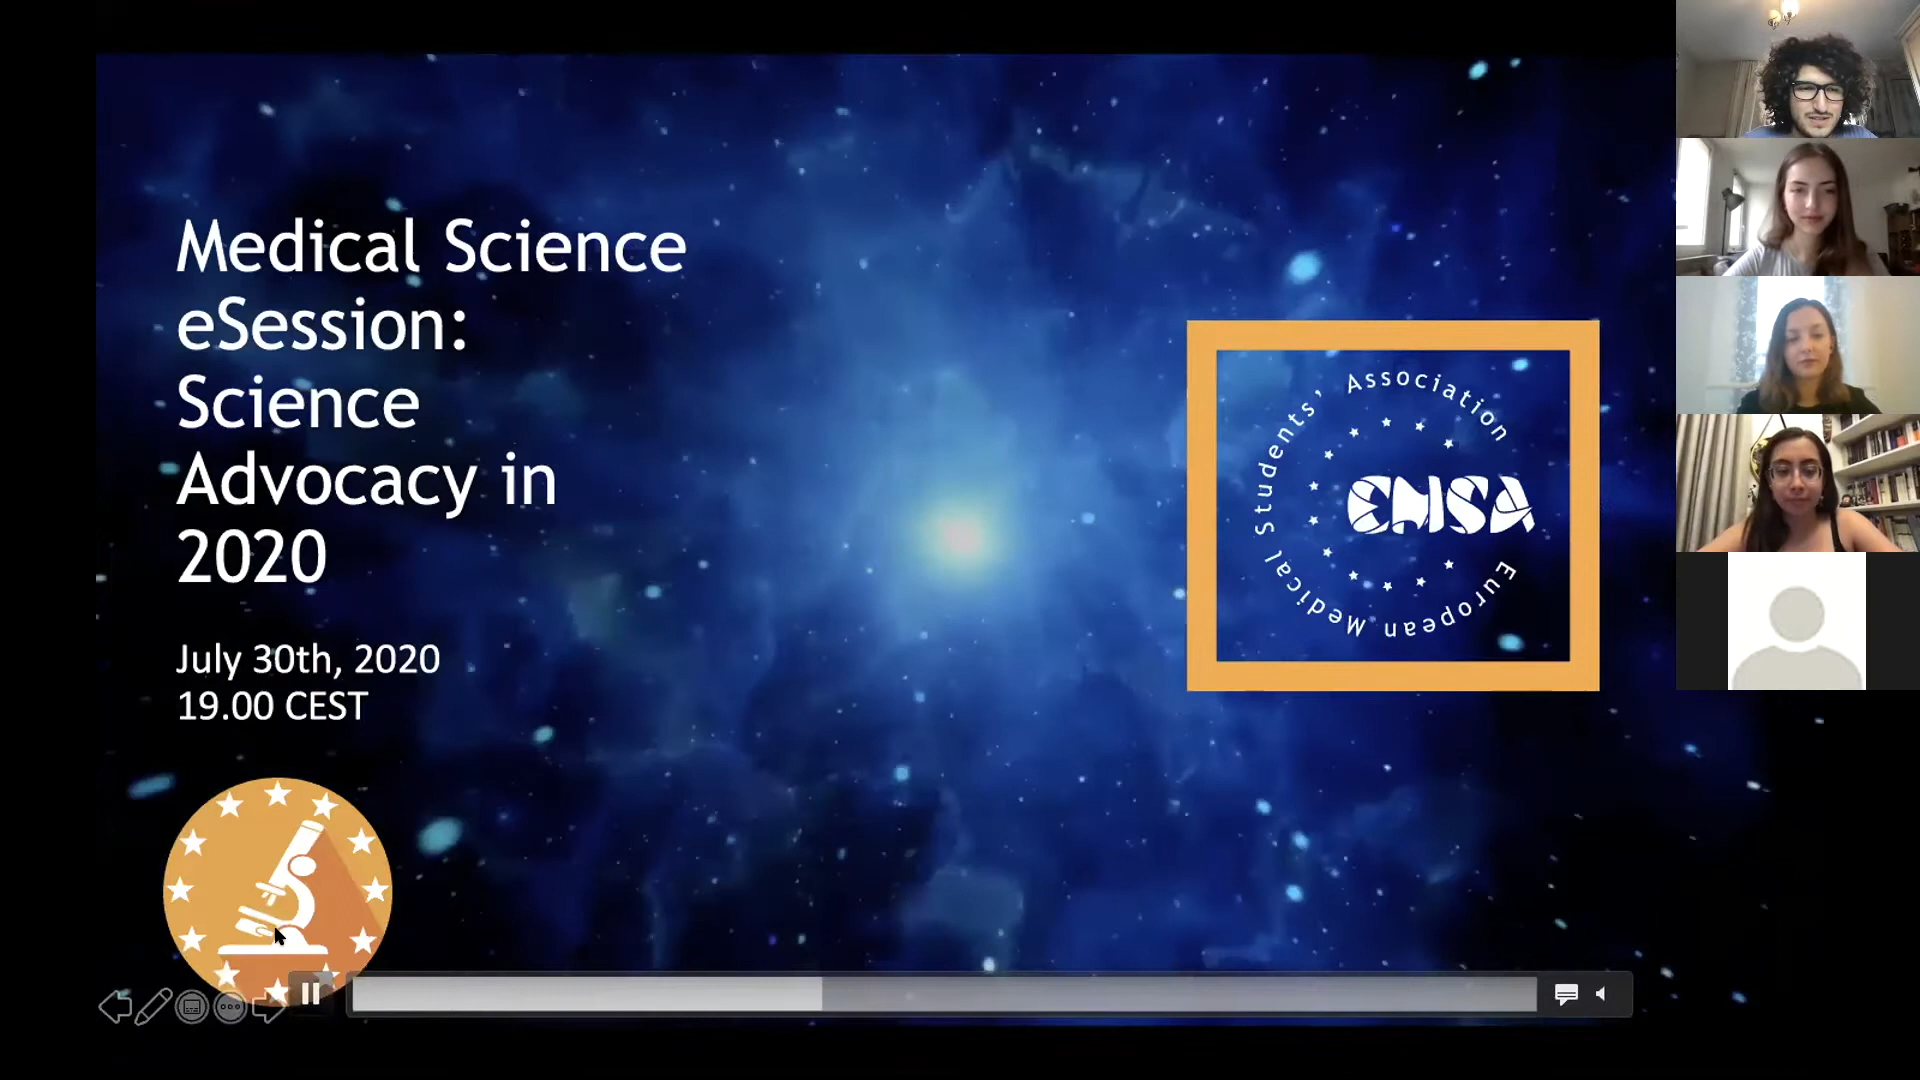 Medical Science
eSession:
Science
Advocacy in
2020
July 30th, 2020
19.00 CEST
European Medical Students' Association
EMSA